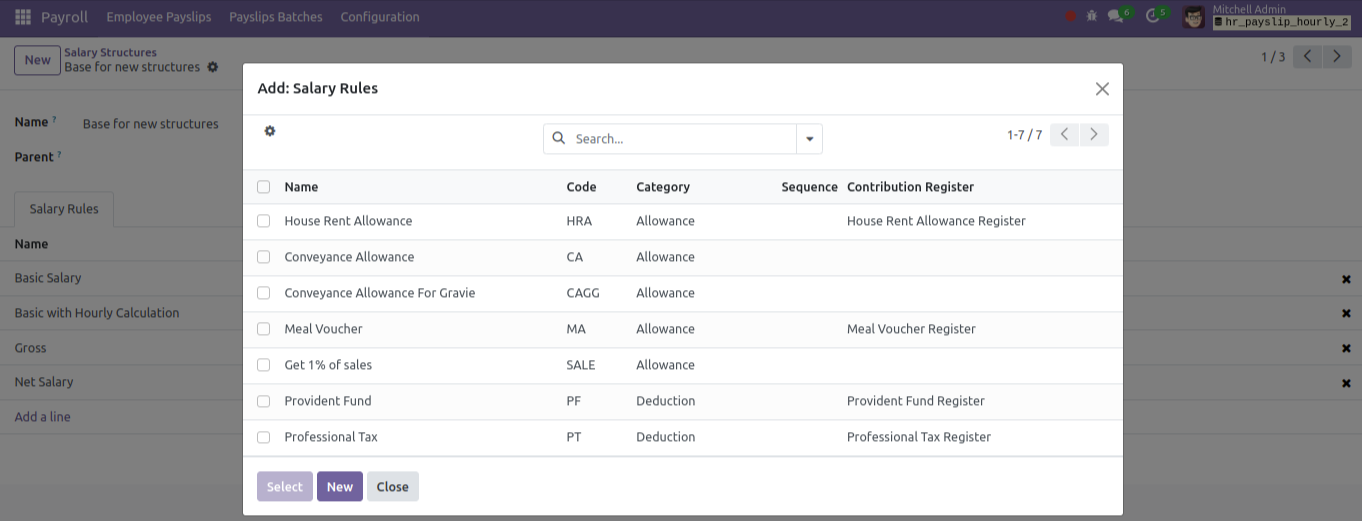 Payroll Employee Payslips Payslips Batches Configuration 6 5 Mitchell Admin
hr_payslip_hourly_2
New Salary Structures
Base for new structures 1 / 3
Name ? Base for new structures
Parent ?
Salary Rules
Name
Basic Salary
Basic with Hourly Calculation
Gross
Net Salary
Add a line
Add: Salary Rules
Search... 1-7 / 7
Name Code Category Sequence Contribution Register
House Rent Allowance HRA Allowance House Rent Allowance Register
Conveyance Allowance CA Allowance
Conveyance Allowance For Gravie CAGG Allowance
Meal Voucher MA Allowance Meal Voucher Register
Get 1% of sales SALE Allowance
Provident Fund PF Deduction Provident Fund Register
Professional Tax PT Deduction Professional Tax Register
Select New Close